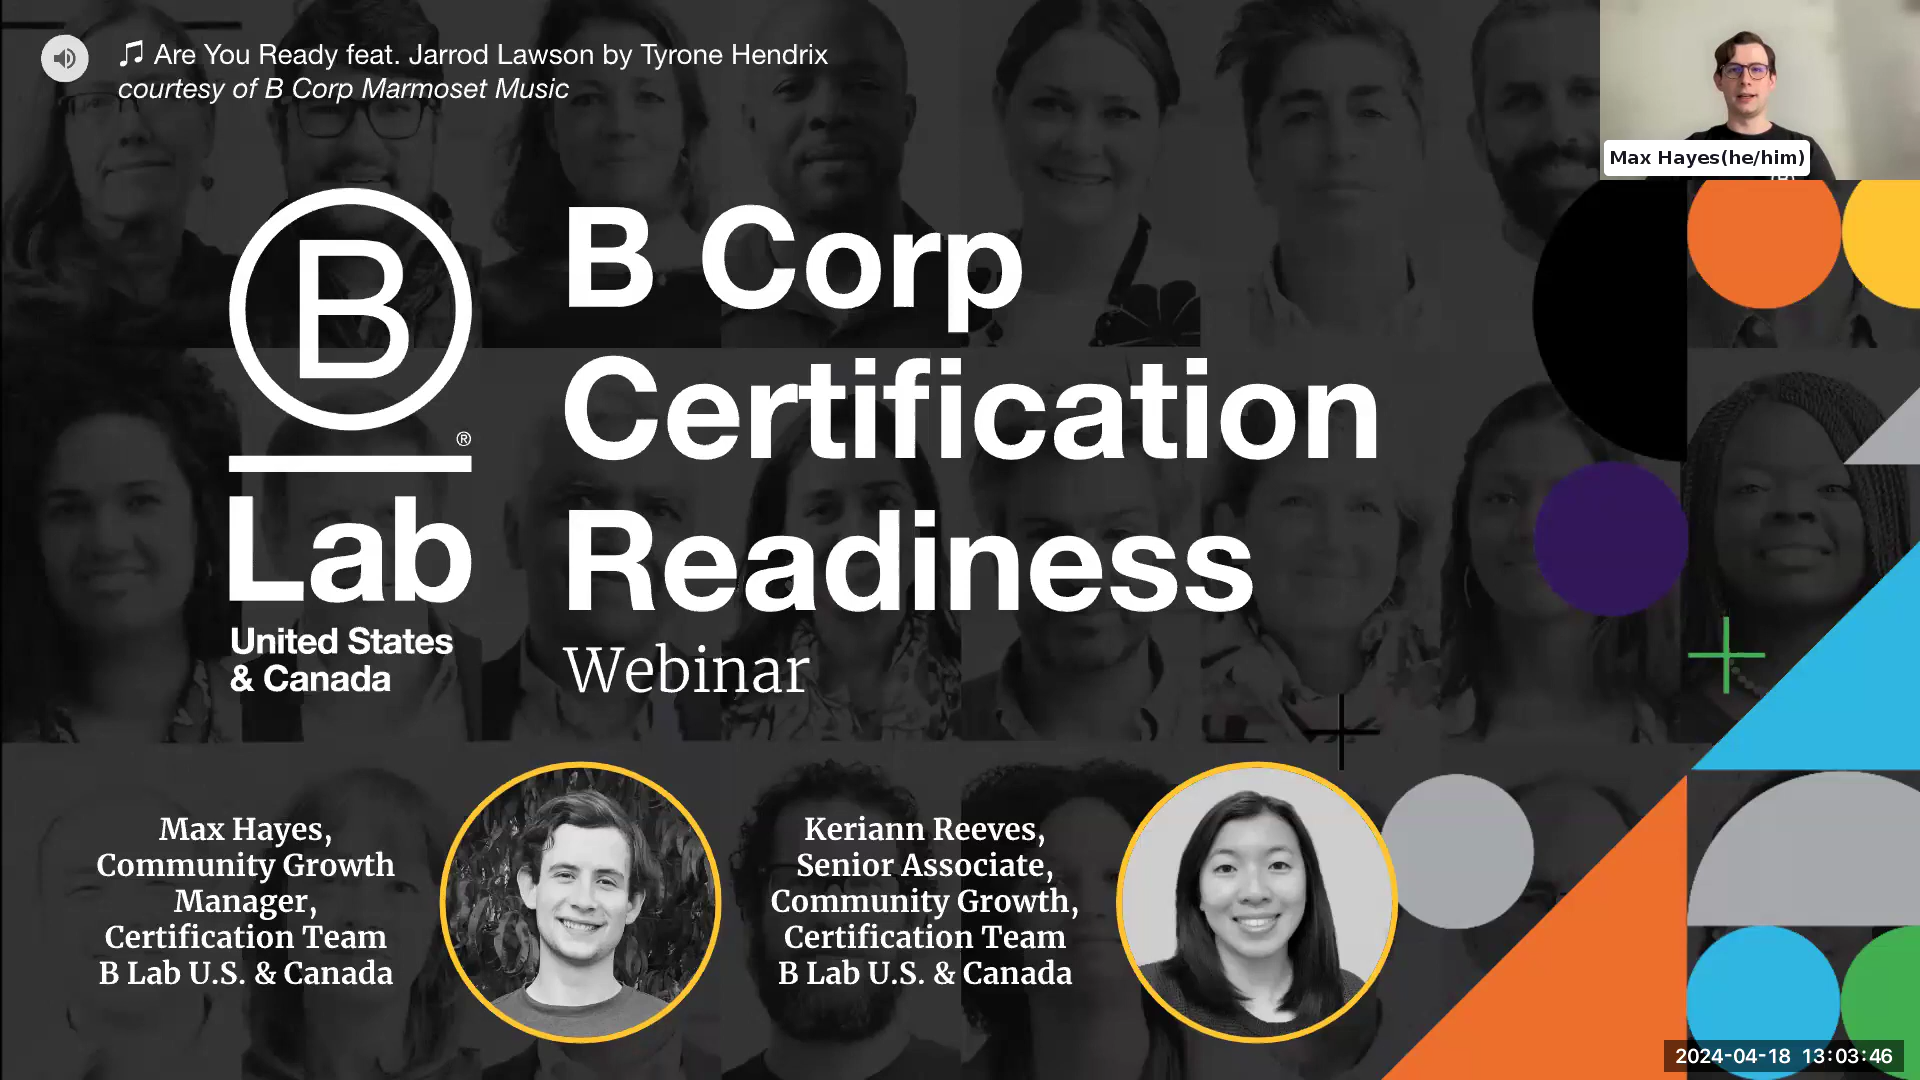 ♫ Are You Ready feat. Jarrod Lawson by Tyrone Hendrix
courtesy of B Corp Marmoset Music
Max Hayes(he/him)
B
®
Lab
United States
& Canada
B Corp
Certification
Readiness
Webinar
Max Hayes,
Community Growth
Manager,
Certification Team
B Lab U.S. & Canada
Keriann Reeves,
Senior Associate,
Community Growth,
Certification Team
B Lab U.S. & Canada
2024-04-18 13:03:46